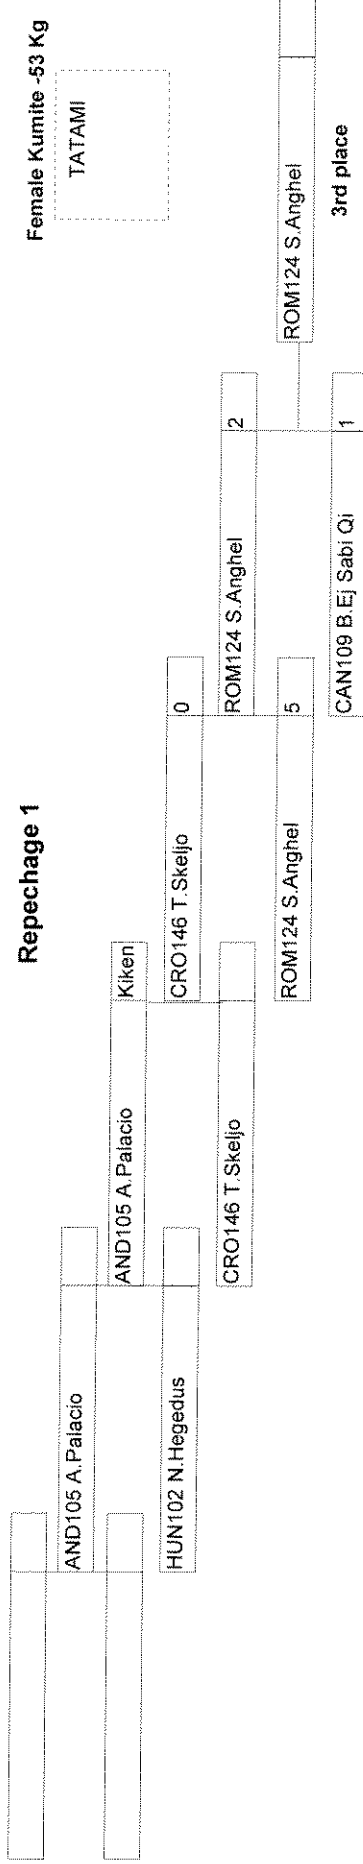 Female Kumite -53 Kg
TATAMI
Repechage 1
AND105 A.Palacio
HUN102 N.Hegedus
AND105 A.Palacio Kiken
CRO146 T.Skeljo
CRO146 T.Skeljo 0
ROM124 S.Anghel 5
ROM124 S.Anghel 2
CAN109 B.Ej Sabi Qi 1
ROM124 S.Anghel
3rd place